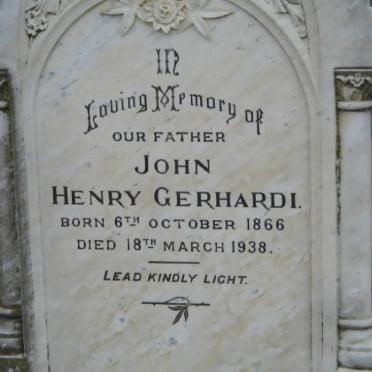 IN
Loving Memory of
OUR FATHER
JOHN
HENRY GERHARDI.
BORN 6TH OCTOBER 1866
DIED 18TH MARCH 1938.
LEAD KINDLY LIGHT.